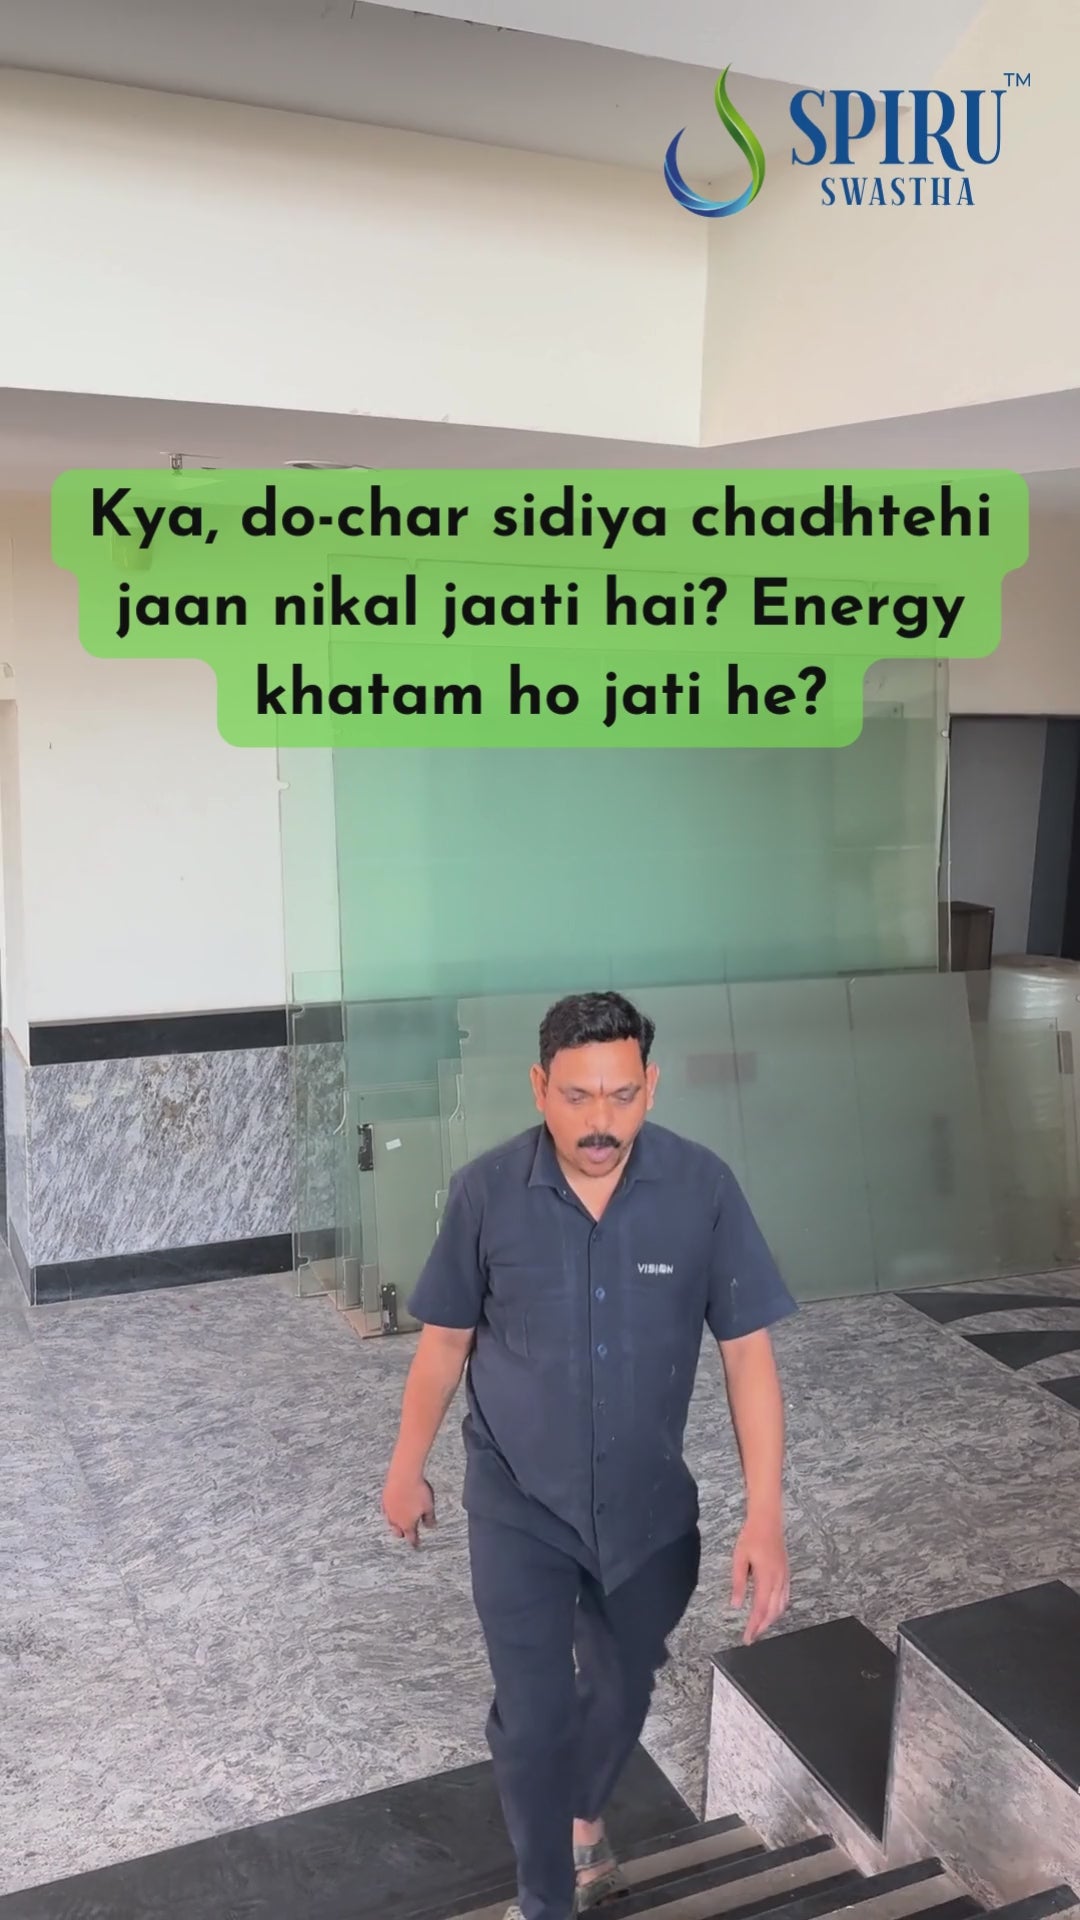 SPIRU™
SWASTHA
Kya, do-char sidiya chadhtehi
jaan nikal jaati hai? Energy
khatam ho jati he?
VISION